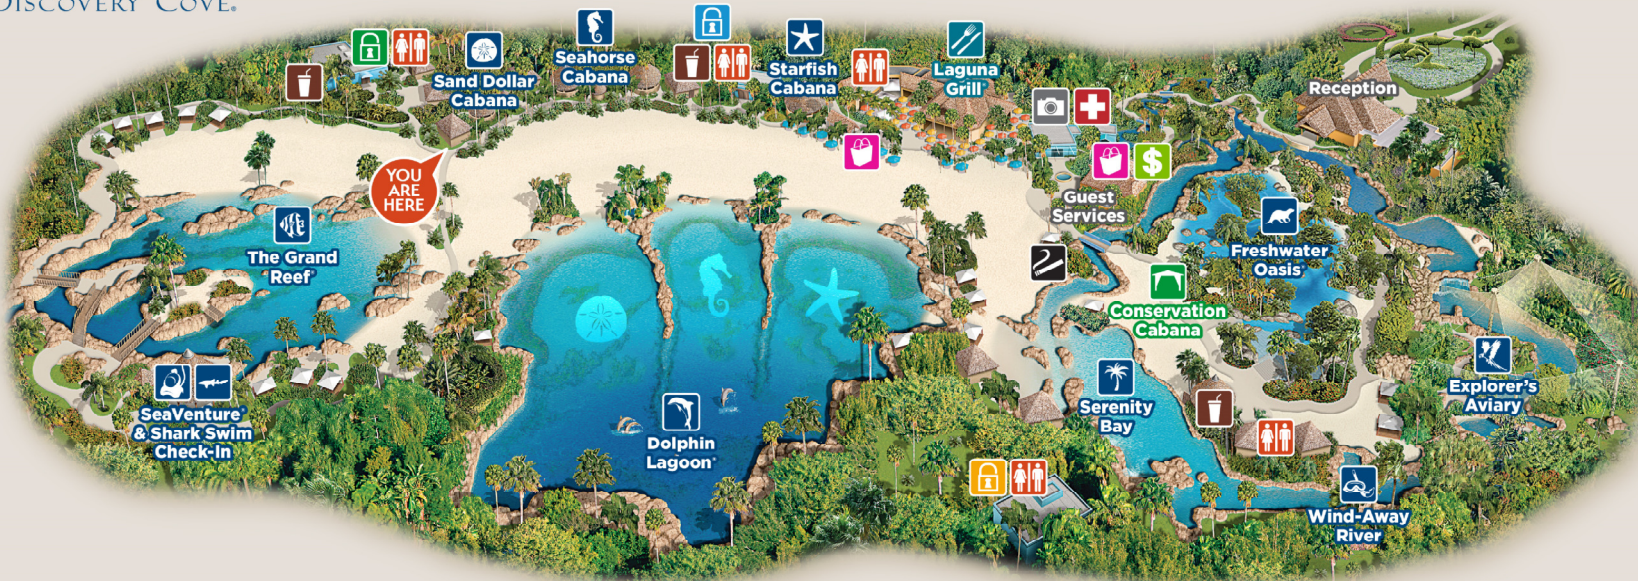 DISCOVERY COVE®
Seahorse
Cabana
Sand Dollar
Cabana
Starfish
Cabana
Laguna
Grill®
Reception
YOU
ARE
HERE
$
Guest
Services
The Grand
Reef®
Freshwater
Oasis®
Conservation
Cabana
SeaVenture®
& Shark Swim
Check-In
Dolphin
Lagoon®
Serenity
Bay
Explorer's
Aviary
Wind-Away
River